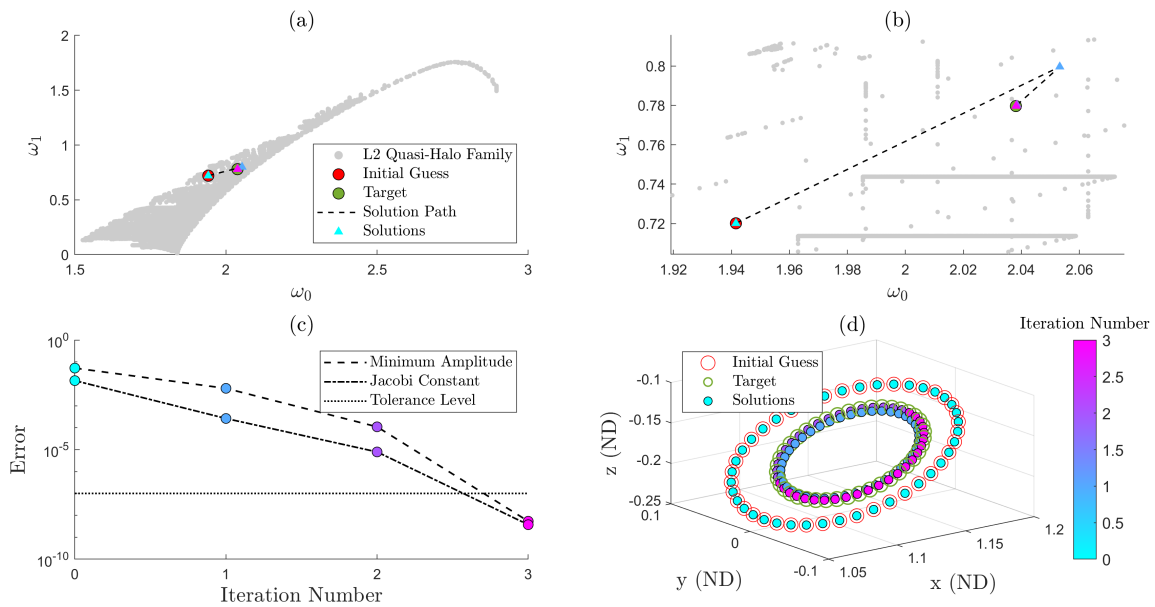 (a)
2
1.5
1
0.5
0
ω1
1.5
2
2.5
3
ω0
L2 Quasi-Halo Family
Initial Guess
Target
Solution Path
Solutions
(b)
0.8
0.78
0.76
0.74
0.72
ω1
1.92
1.94
1.96
1.98
2
2.02
2.04
2.06
ω0
(c)
10^0
10^-5
10^-10
Error
0
1
2
3
Iteration Number
Minimum Amplitude
Jacobi Constant
Tolerance Level
(d)
Initial Guess
Target
Solutions
-0.1
-0.15
-0.2
-0.25
z (ND)
0.1
0
-0.1
y (ND)
1.05
1.1
1.15
1.2
x (ND)
Iteration Number
3
2.5
2
1.5
1
0.5
0